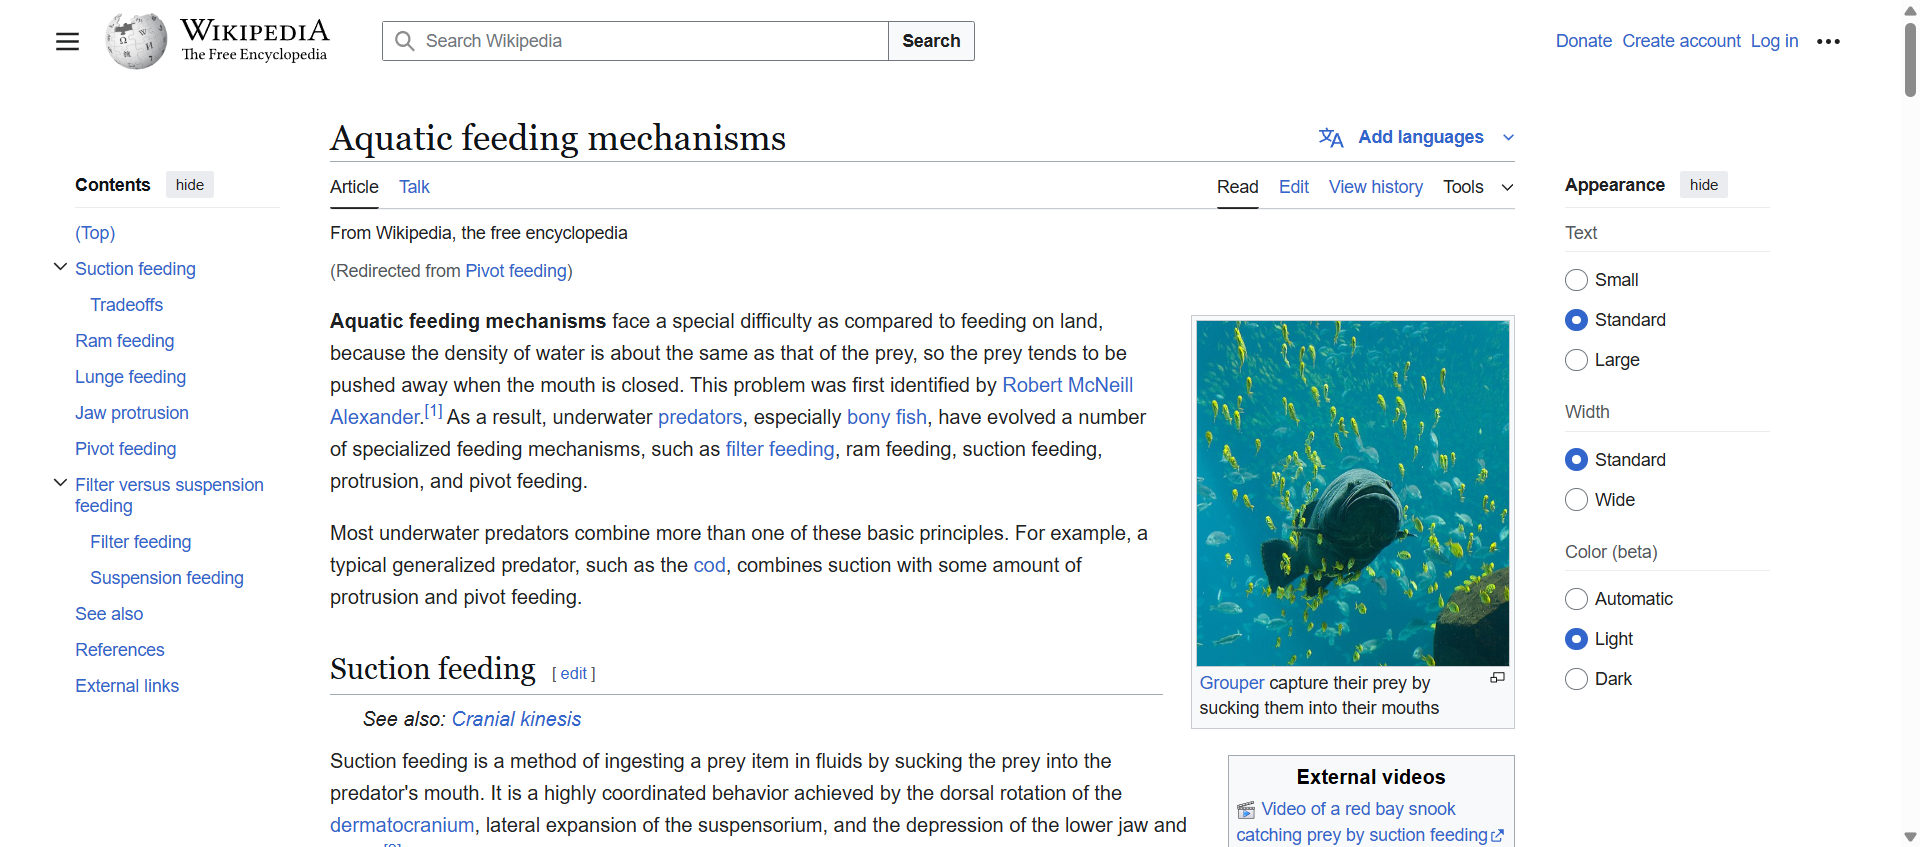 WIKIPEDIA
The Free Encyclopedia
Search Wikipedia
Search
Donate Create account Log in
Contents hide
(Top)
Suction feeding
Tradeoffs
Ram feeding
Lunge feeding
Jaw protrusion
Pivot feeding
Filter versus suspension
feeding
Filter feeding
Suspension feeding
See also
References
External links
Aquatic feeding mechanisms
Add languages
Article Talk
Read Edit View history Tools
From Wikipedia, the free encyclopedia
(Redirected from Pivot feeding)
Aquatic feeding mechanisms face a special difficulty as compared to feeding on land,
because the density of water is about the same as that of the prey, so the prey tends to be
pushed away when the mouth is closed. This problem was first identified by Robert McNeill
Alexander.[1] As a result, underwater predators, especially bony fish, have evolved a number
of specialized feeding mechanisms, such as filter feeding, ram feeding, suction feeding,
protrusion, and pivot feeding.
Most underwater predators combine more than one of these basic principles. For example, a
typical generalized predator, such as the cod, combines suction with some amount of
protrusion and pivot feeding.
Suction feeding [ edit ]
See also: Cranial kinesis
Suction feeding is a method of ingesting a prey item in fluids by sucking the prey into the
predator's mouth. It is a highly coordinated behavior achieved by the dorsal rotation of the
dermatocranium, lateral expansion of the suspensorium, and the depression of the lower jaw and
Grouper capture their prey by
sucking them into their mouths
External videos
Video of a red bay snook
catching prey by suction feeding
Appearance hide
Text
Small
Standard
Large
Width
Standard
Wide
Color (beta)
Automatic
Light
Dark